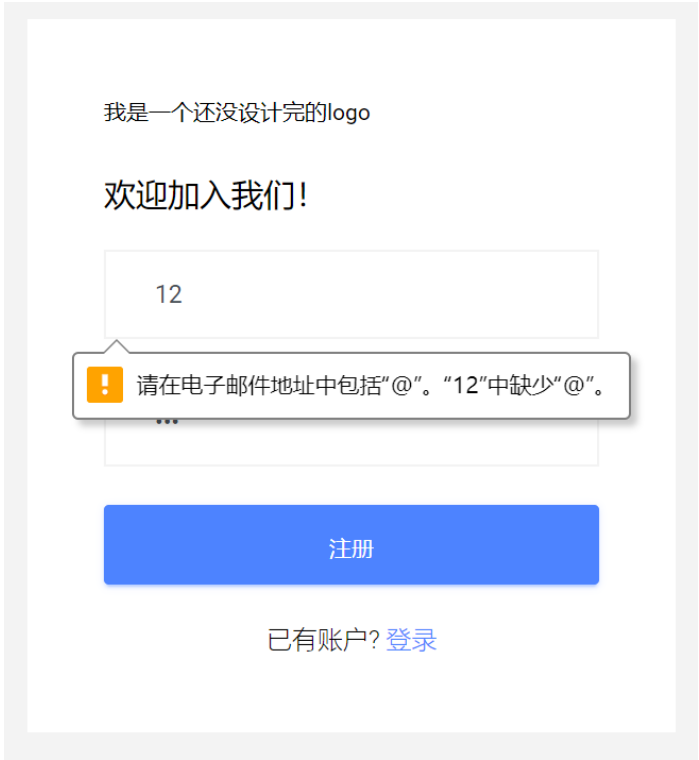 我是一个还没设计完的logo
欢迎加入我们！
12
请在电子邮件地址中包括“@”。“12”中缺少“@”。
注册
已有账户? 登录